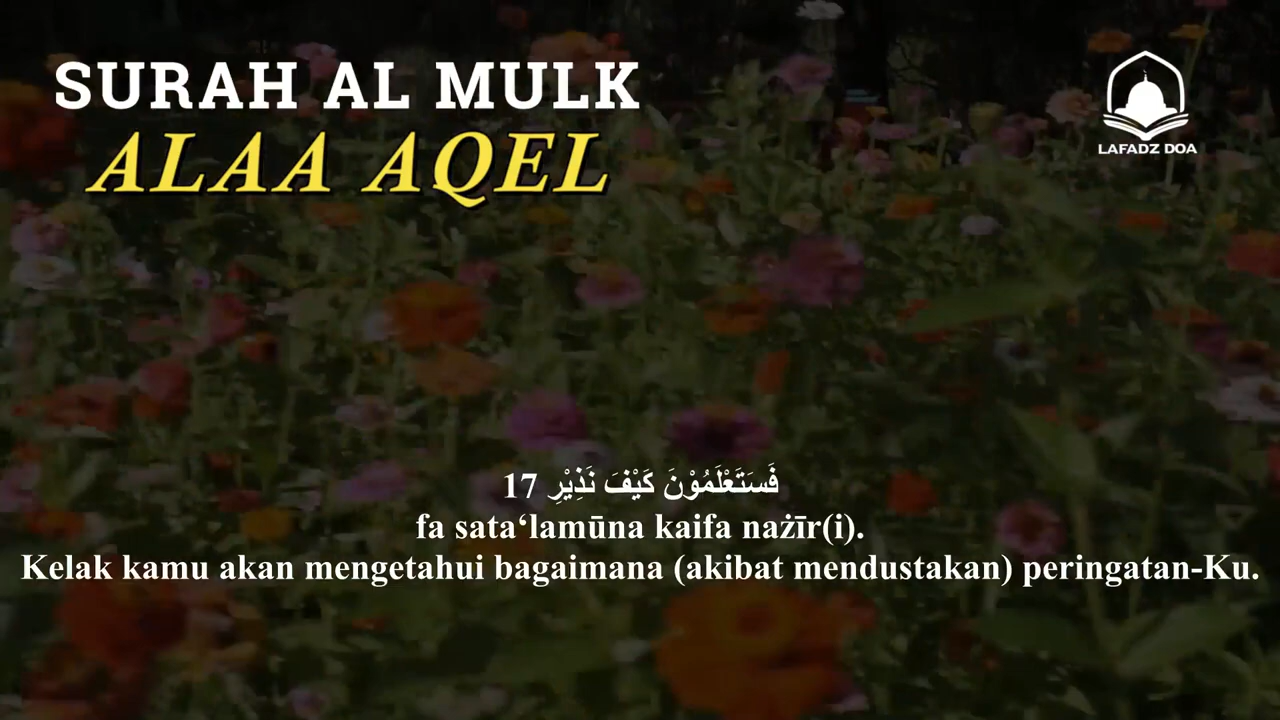 SURAH AL MULK
ALAA AQEL
LAFADZ DOA
فَسَتَعْلَمُوْنَ كَيْفَ نَذِيْرِ 17
fa sata‘lamūna kaifa nażīr(i).
Kelak kamu akan mengetahui bagaimana (akibat mendustakan) peringatan-Ku.